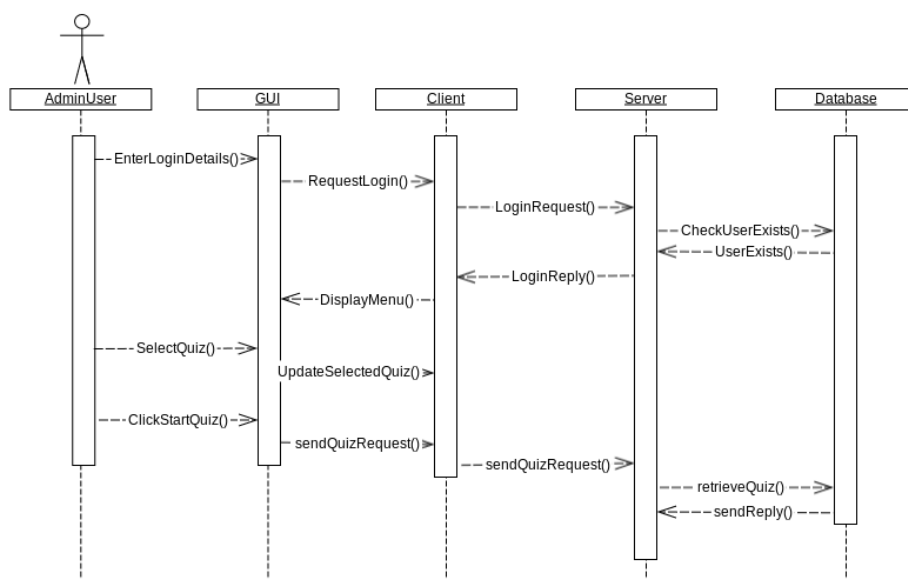 AdminUser
GUI
Client
Server
Database
EnterLoginDetails()
RequestLogin()
LoginRequest()
CheckUserExists()
UserExists()
LoginReply()
DisplayMenu()
SelectQuiz()
UpdateSelectedQuiz()
ClickStartQuiz()
sendQuizRequest()
sendQuizRequest()
retrieveQuiz()
sendReply()